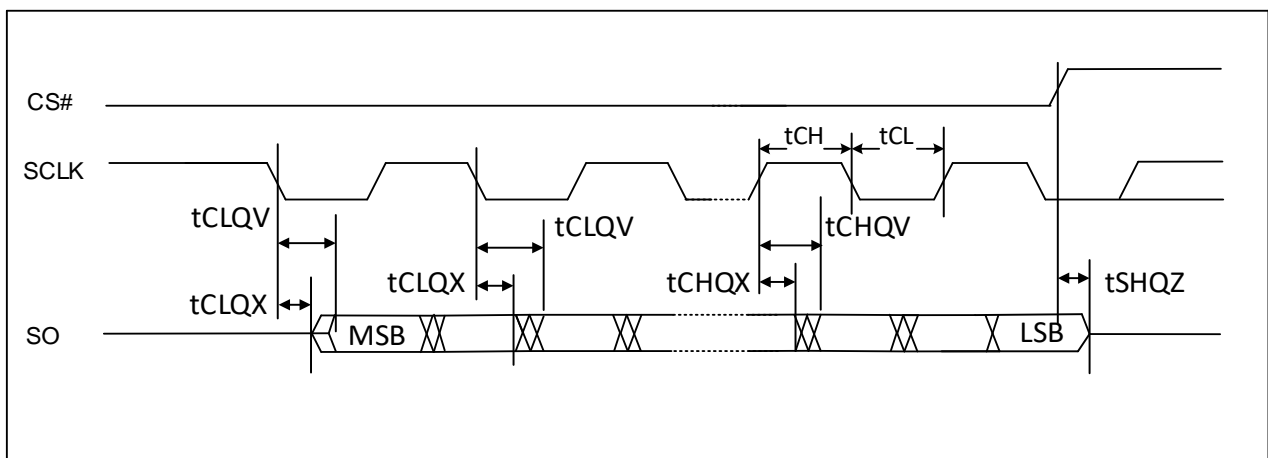 CS#
tCH
tCL
SCLK
tCLQV
tCLQV
tCHQV
tCLQX
tCLQX
tCHQX
tSHQZ
SO
MSB
LSB